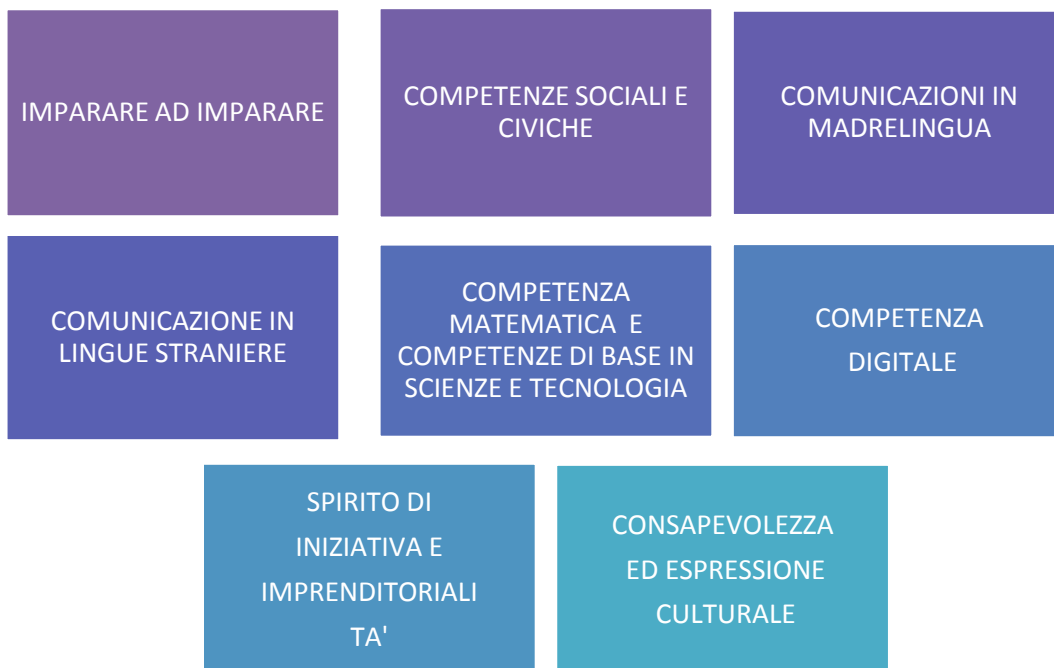 IMPARARE AD IMPARARE
COMPETENZE SOCIALI E
CIVICHE
COMUNICAZIONI IN
MADRELINGUA
COMUNICAZIONE IN
LINGUE STRANIERE
COMPETENZA
MATEMATICA E
COMPETENZE DI BASE IN
SCIENZE E TECNOLOGIA
COMPETENZA
DIGITALE
SPIRITO DI
INIZIATIVA E
IMPRENDITORIALI
TA'
CONSAPEVOLEZZA
ED ESPRESSIONE
CULTURALE